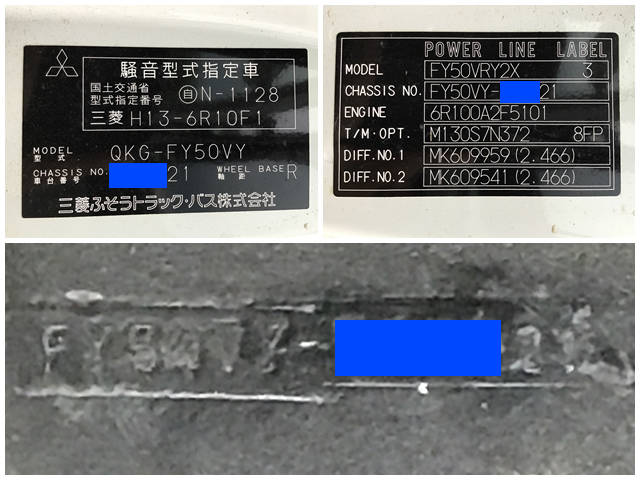 騒音型式指定車
国土交通省
型式指定番号 自N-1128
三菱 H13-6R10F1
MODEL QKG-FY50VY
型式
CHASSIS NO. 21 WHEEL BASE R
車台番号 軸距
三菱ふそうトラック・バス株式会社
POWER LINE LABEL
MODEL FY50VRY2X 3
CHASSIS NO. FY50VY- 21
ENGINE 6R100A2F5101
T/M・OPT. M130S7N372 8FP
DIFF.NO.1 MK609959(2.466)
DIFF.NO.2 MK609541(2.466)